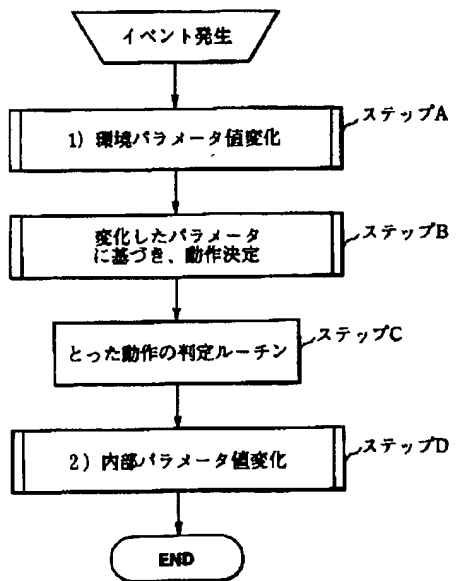 イベント発生
ステップA
1) 環境パラメータ値変化
ステップB
変化したパラメータ
に基づき、動作決定
ステップC
とった動作の判定ルーチン
ステップD
2) 内部パラメータ値変化
END